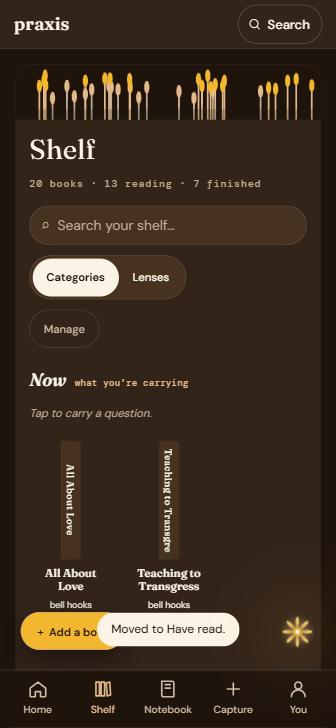 praxis
Search
Shelf
20 books · 13 reading · 7 finished
Search your shelf…
Categories
Lenses
Manage
Now what you're carrying
Tap to carry a question.
All About Love
Teaching to Transgre
All About
Love
bell hooks
Teaching to
Transgress
bell hooks
+ Add a bo
Moved to Have read.
Home
Shelf
Notebook
Capture
You